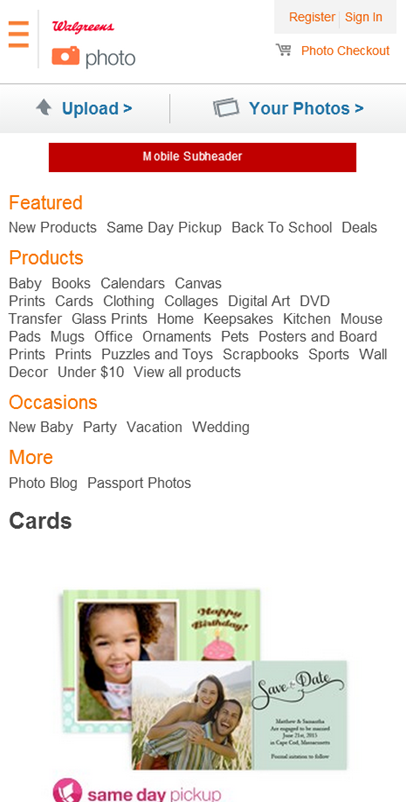 Register Sign In
Walgreens
photo
Photo Checkout
Upload >
Your Photos >
Mobile Subheader
Featured
New Products Same Day Pickup Back To School Deals
Products
Baby Books Calendars Canvas
Prints Cards Clothing Collages Digital Art DVD
Transfer Glass Prints Home Keepsakes Kitchen Mouse
Pads Mugs Office Ornaments Pets Posters and Board
Prints Prints Puzzles and Toys Scrapbooks Sports Wall
Decor Under $10 View all products
Occasions
New Baby Party Vacation Wedding
More
Photo Blog Passport Photos
Cards
Happy
Birthday!
Save the Date
Matthew & Samantha
Are engaged to be married
June 21st, 2015
in Cape Cod, Massachusetts
Formal invitation to follow
same day pickup